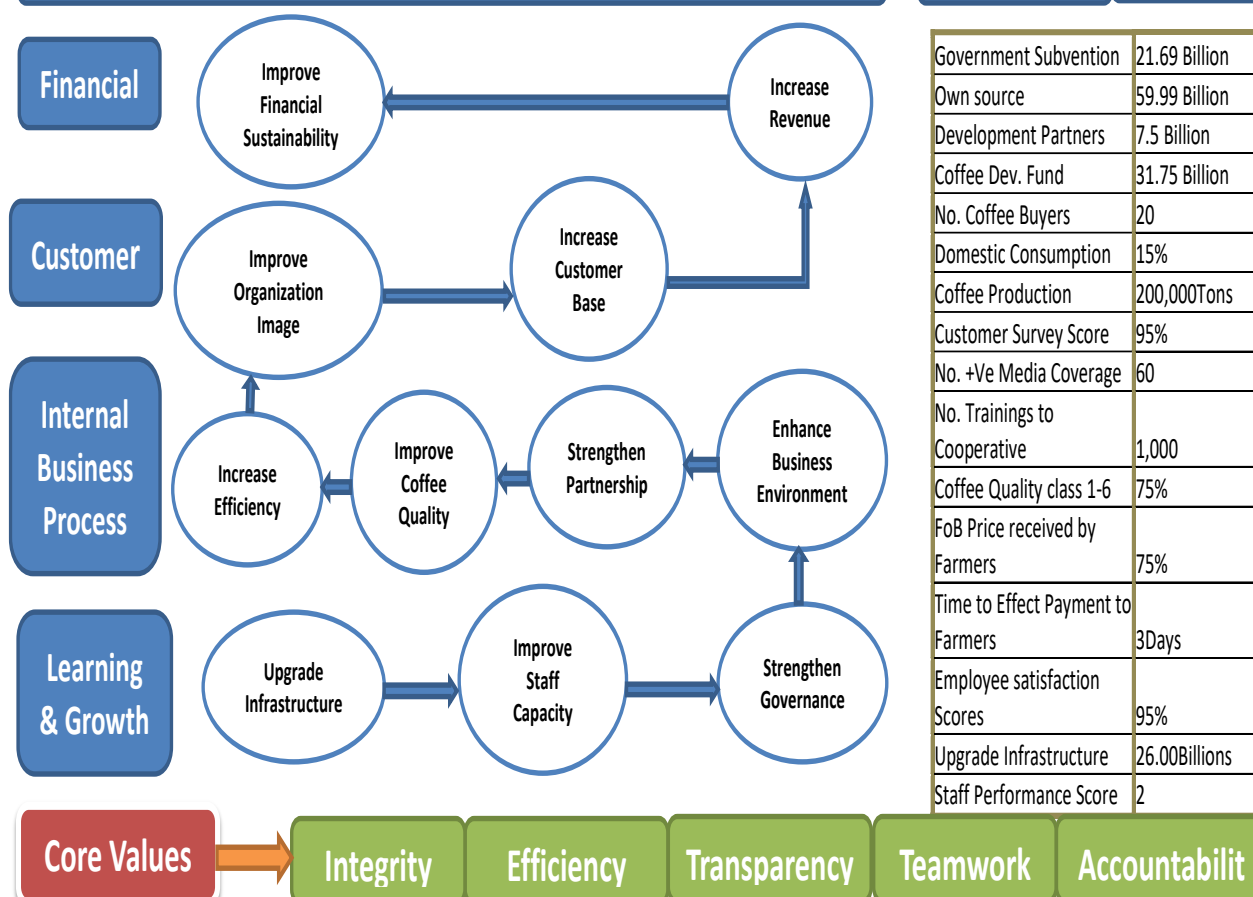 Financial
Improve
Financial
Sustainability
Increase
Revenue
Customer
Improve
Organization
Image
Increase
Customer
Base
Internal
Business
Process
Increase
Efficiency
Improve
Coffee
Quality
Strengthen
Partnership
Enhance
Business
Environment
Learning
& Growth
Upgrade
Infrastructure
Improve
Staff
Capacity
Strengthen
Governance
Government Subvention 21.69 Billion
Own source 59.99 Billion
Development Partners 7.5 Billion
Coffee Dev. Fund 31.75 Billion
No. Coffee Buyers 20
Domestic Consumption 15%
Coffee Production 200,000Tons
Customer Survey Score 95%
No. +Ve Media Coverage 60
No. Trainings to
Cooperative 1,000
Coffee Quality class 1-6 75%
FoB Price received by
Farmers 75%
Time to Effect Payment to
Farmers 3Days
Employee satisfaction
Scores 95%
Upgrade Infrastructure 26.00Billions
Staff Performance Score 2
Core Values
Integrity
Efficiency
Transparency
Teamwork
Accountabilit